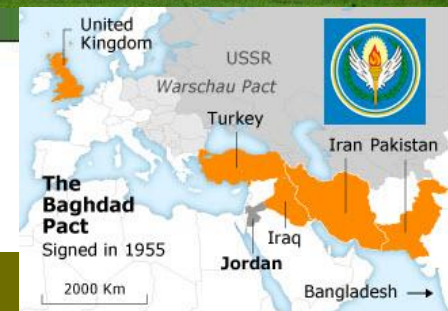 United
Kingdom
USSR
Warschau Pact
Turkey
Iran Pakistan
The
Baghdad
Pact
Signed in 1955
Iraq
Jordan
2000 Km
Bangladesh